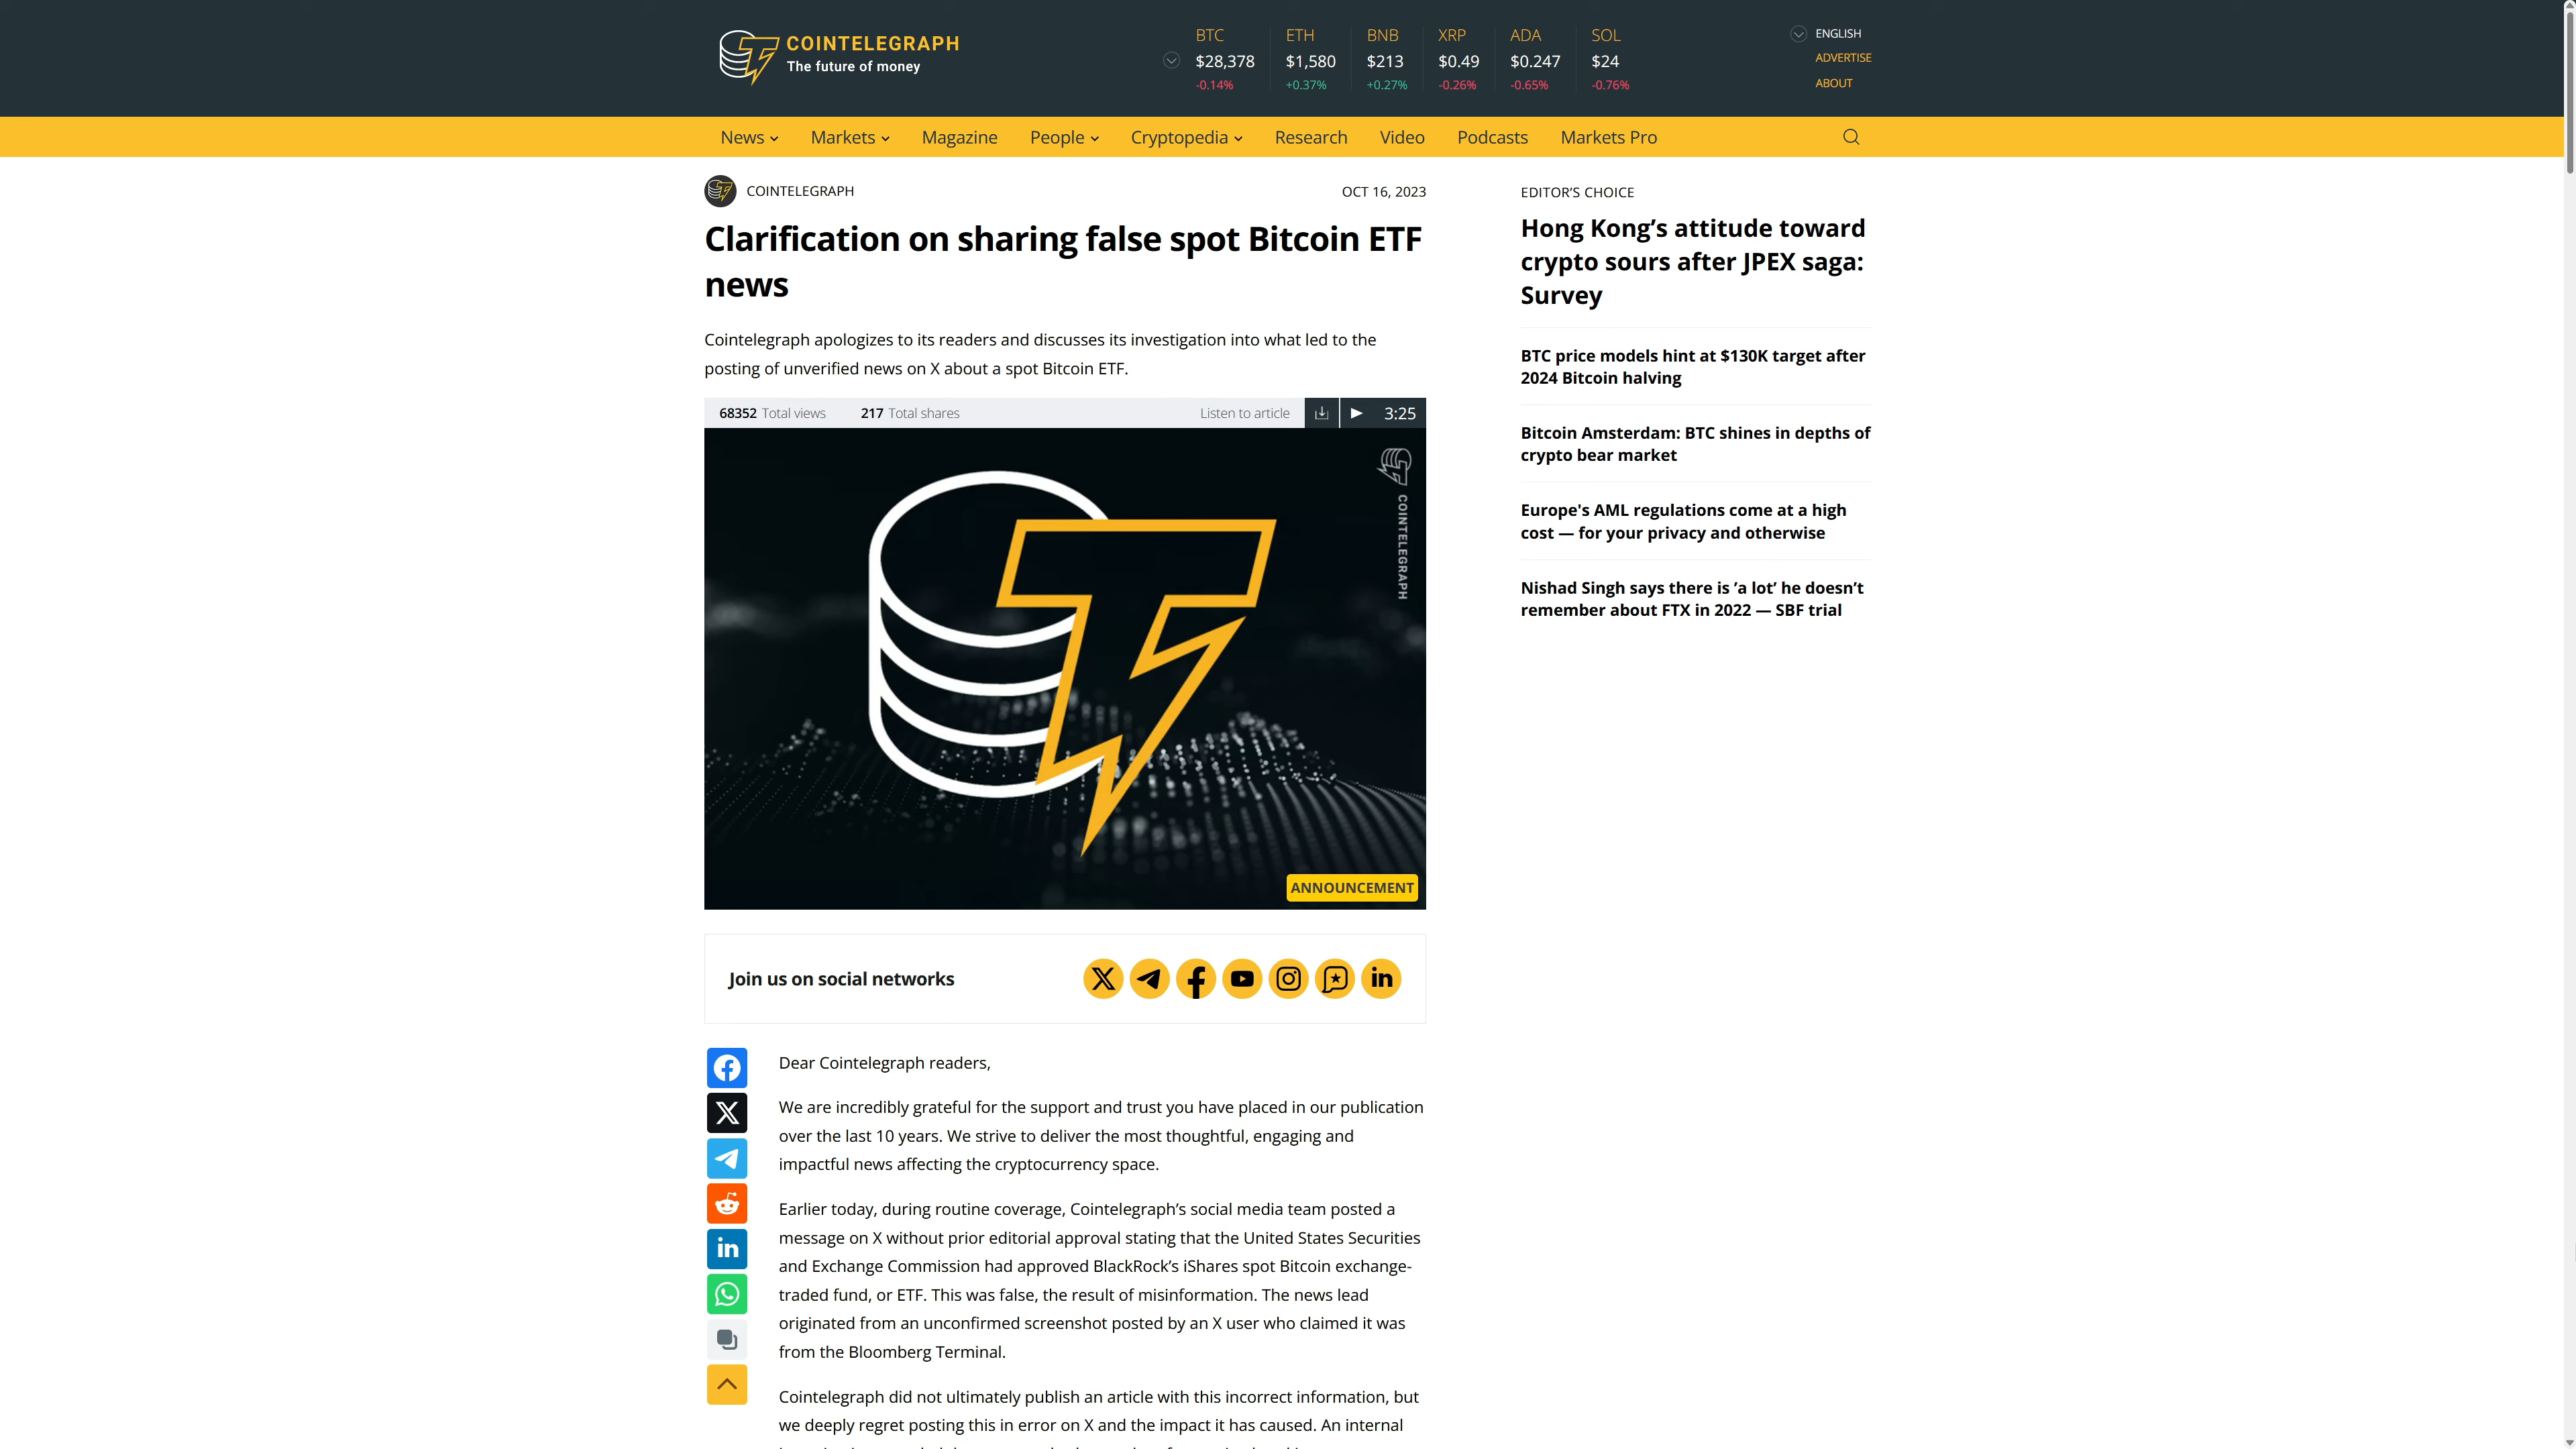 COINTELEGRAPH
The future of money
BTC
$28,378
-0.14%
ETH
$1,580
+0.37%
BNB
$213
+0.27%
XRP
$0.49
-0.26%
ADA
$0.247
-0.65%
SOL
$24
-0.76%
ENGLISH
ADVERTISE
ABOUT
News
Markets
Magazine
People
Cryptopedia
Research
Video
Podcasts
Markets Pro
COINTELEGRAPH
OCT 16, 2023
Clarification on sharing false spot Bitcoin ETF
news
Cointelegraph apologizes to its readers and discusses its investigation into what led to the
posting of unverified news on X about a spot Bitcoin ETF.
68352 Total views
217 Total shares
Listen to article
3:25
COINTELEGRAPH
ANNOUNCEMENT
Join us on social networks
Dear Cointelegraph readers,
We are incredibly grateful for the support and trust you have placed in our publication
over the last 10 years. We strive to deliver the most thoughtful, engaging and
impactful news affecting the cryptocurrency space.
Earlier today, during routine coverage, Cointelegraph’s social media team posted a
message on X without prior editorial approval stating that the United States Securities
and Exchange Commission had approved BlackRock’s iShares spot Bitcoin exchange-
traded fund, or ETF. This was false, the result of misinformation. The news lead
originated from an unconfirmed screenshot posted by an X user who claimed it was
from the Bloomberg Terminal.
Cointelegraph did not ultimately publish an article with this incorrect information, but
we deeply regret posting this in error on X and the impact it has caused. An internal
EDITOR’S CHOICE
Hong Kong’s attitude toward
crypto sours after JPEX saga:
Survey
BTC price models hint at $130K target after
2024 Bitcoin halving
Bitcoin Amsterdam: BTC shines in depths of
crypto bear market
Europe's AML regulations come at a high
cost — for your privacy and otherwise
Nishad Singh says there is ‘a lot’ he doesn’t
remember about FTX in 2022 — SBF trial